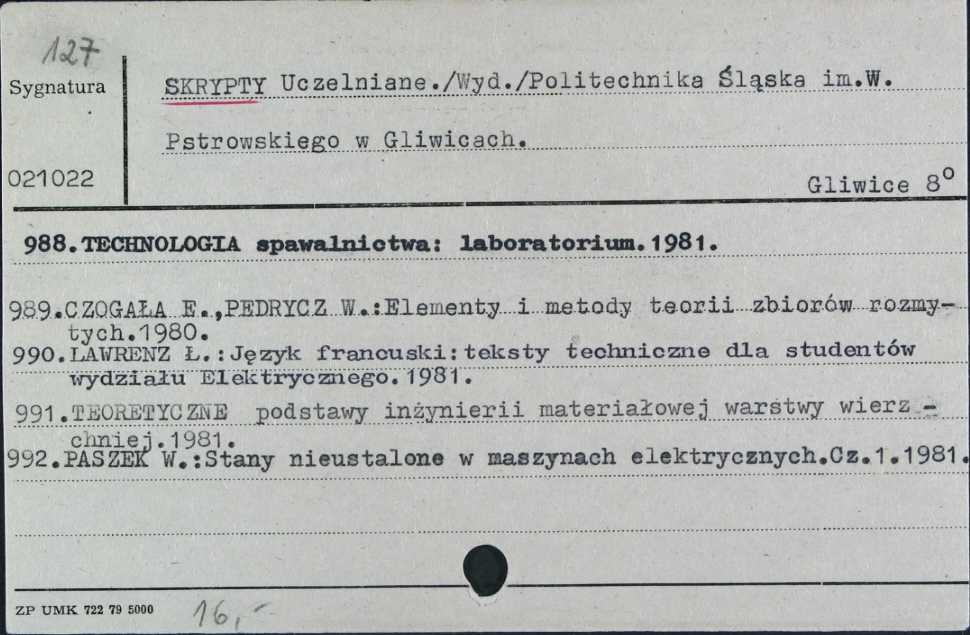 127
Sygnatura
SKRYPTY Uczelniane./Wyd./Politechnika Śląska im.W.
Pstrowskiego w Gliwicach.
021022
Gliwice 8°
988.TECHNOLOGIA spawalnictwa: laboratorium.1981.
989.CZOGAŁA E.,PEDRYCZ W.:Elementy i metody teorii zbiorów rozmy-
tych.1980.
990.LAWRENZ Ł.:Język francuski:teksty techniczne dla studentów
wydziału Elektrycznego.1981.
991.TEORETYCZNE podstawy inżynierii materiałowej warstwy wierz -
chniej.1981.
992.PASZEK W.:Stany nieustalone w maszynach elektrycznych.Cz.1.1981.
ZP UMK 722 79 5000
16,-